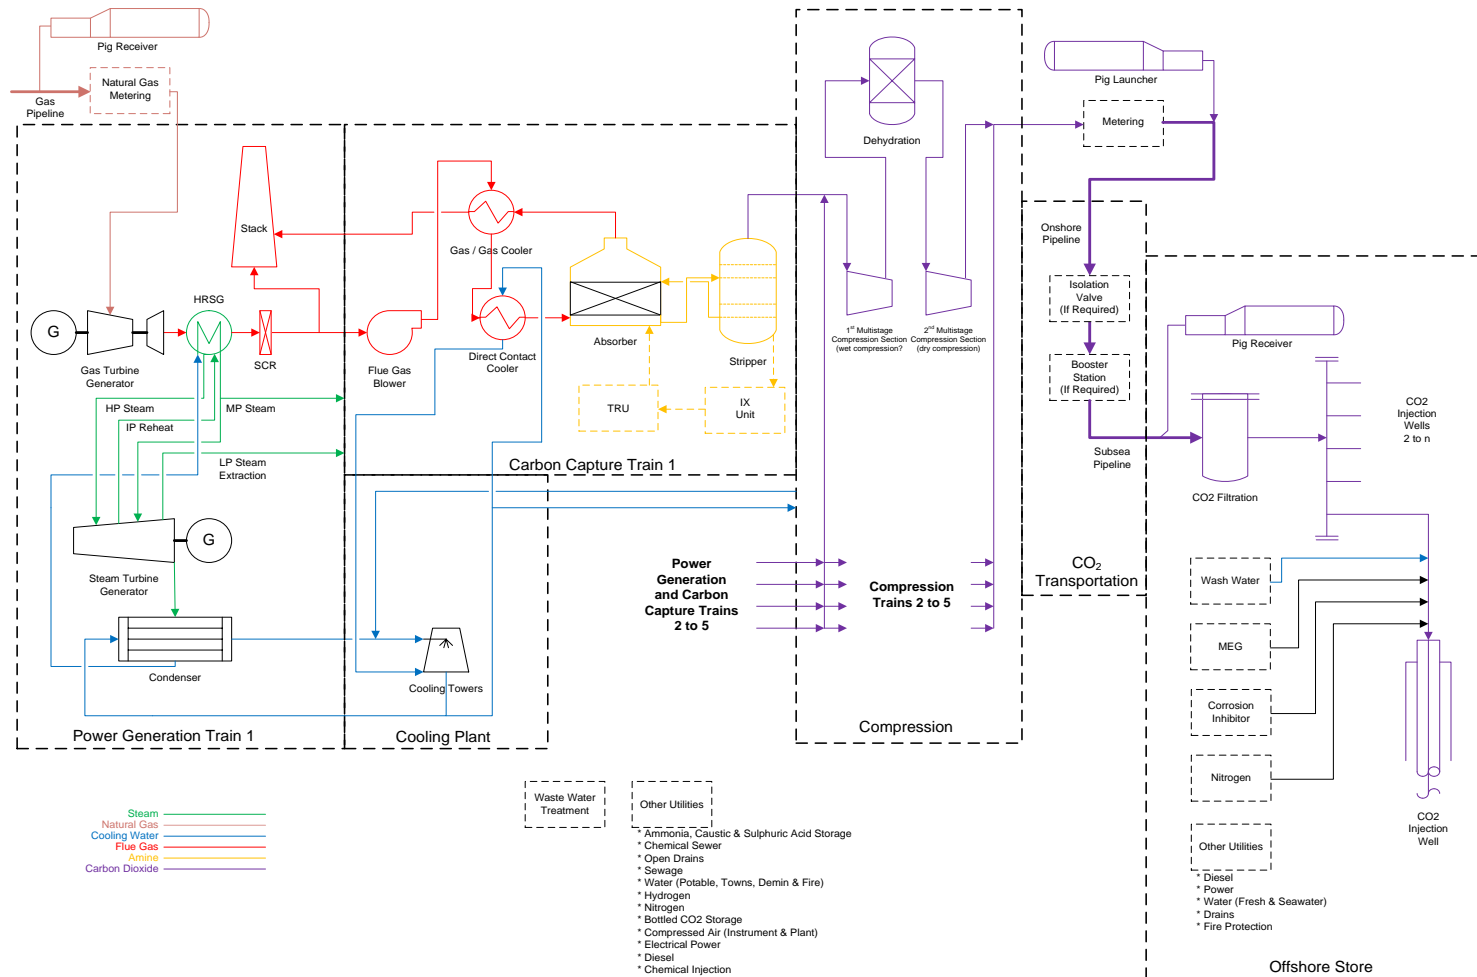 Pig Receiver
Natural Gas
Metering
Gas
Pipeline
Stack
HRSG
G
Gas Turbine
Generator
SCR
HP Steam
MP Steam
IP Reheat
LP Steam
Extraction
G
Steam Turbine
Generator
Condenser
Power Generation Train 1
Gas / Gas Cooler
Flue Gas
Blower
Direct Contact
Cooler
Absorber
Stripper
TRU
IX
Unit
Carbon Capture Train 1
Cooling Towers
Cooling Plant
Dehydration
1st Multistage
Compression Section
(wet compression?
2nd Multistage
Compression Section
(dry compression)
Power
Generation
and Carbon
Capture Trains
2 to 5
Compression
Trains 2 to 5
Compression
Pig Launcher
Metering
Onshore
Pipeline
Isolation
Valve
(If Required)
Booster
Station
(If Required)
Subsea
Pipeline
CO2
Transportation
Pig Receiver
CO2 Filtration
CO2
Injection
Wells
2 to n
Wash Water
MEG
Corrosion
Inhibitor
Nitrogen
CO2
Injection
Well
Other Utilities
* Diesel
* Power
* Water (Fresh & Seawater)
* Drains
* Fire Protection
Offshore Store
Steam
Natural Gas
Cooling Water
Flue Gas
Amine
Carbon Dioxide
Waste Water
Treatment
Other Utilities
* Ammonia, Caustic & Sulphuric Acid Storage
* Chemical Sewer
* Open Drains
* Sewage
* Water (Potable, Towns, Demin & Fire)
* Hydrogen
* Nitrogen
* Bottled CO2 Storage
* Compressed Air (Instrument & Plant)
* Electrical Power
* Diesel
* Chemical Injection